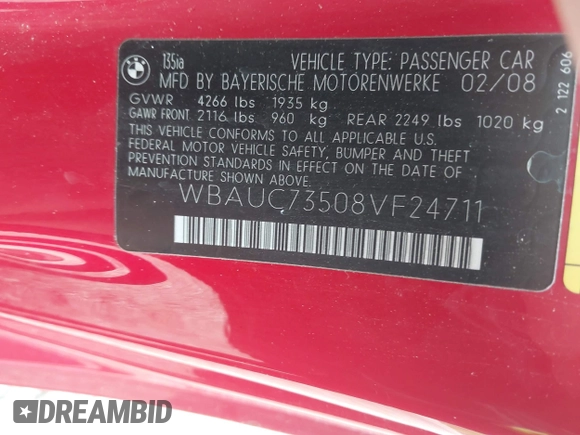 BMW
135ia
VEHICLE TYPE: PASSENGER CAR
MFD BY BAYERISCHE MOTORENWERKE 02/08
GVWR 4266 lbs 1935 kg
GAWR FRONT 2116 lbs 960 kg REAR 2249 lbs 1020 kg
THIS VEHICLE CONFORMS TO ALL APPLICABLE U.S.
FEDERAL MOTOR VEHICLE SAFETY, BUMPER AND THEFT
PREVENTION STANDARDS IN EFFECT ON THE DATE OF
MANUFACTURE SHOWN ABOVE.
WBAUC73508VF24711
2 122 606
DREAMBID